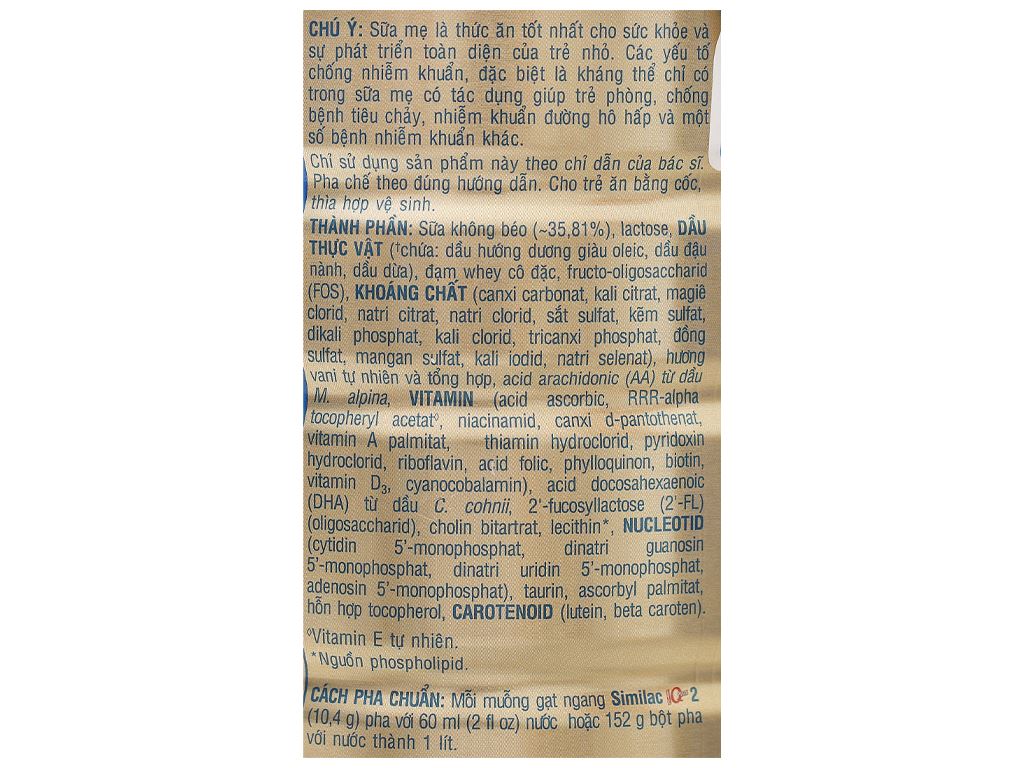 CHÚ Ý: Sữa mẹ là thức ăn tốt nhất cho sức khỏe và
sự phát triển toàn diện của trẻ nhỏ. Các yếu tố
chống nhiễm khuẩn, đặc biệt là kháng thể chỉ có
trong sữa mẹ có tác dụng giúp trẻ phòng, chống
bệnh tiêu chảy, nhiễm khuẩn đường hô hấp và một
số bệnh nhiễm khuẩn khác.
Chỉ sử dụng sản phẩm này theo chỉ dẫn của bác sĩ.
Pha chế theo đúng hướng dẫn. Cho trẻ ăn bằng cốc,
thìa hợp vệ sinh.
THÀNH PHẦN: Sữa không béo (~35,81%), lactose, DẦU
THỰC VẬT (†chứa: dầu hướng dương giàu oleic, dầu đậu
nành, dầu dừa), đạm whey cô đặc, fructo-oligosaccharid
(FOS), KHOÁNG CHẤT (canxi carbonat, kali citrat, magiê
clorid, natri citrat, natri clorid, sắt sulfat, kẽm sulfat,
dikali phosphat, kali clorid, tricanxi phosphat, đồng
sulfat, mangan sulfat, kali iodid, natri selenat), hương
vani tự nhiên và tổng hợp, acid arachidonic (AA) từ dầu
M. alpina, VITAMIN (acid ascorbic, RRR-alpha
tocopheryl acetat◊, niacinamid, canxi d-pantothenat,
vitamin A palmitat, thiamin hydroclorid, pyridoxin
hydroclorid, riboflavin, acid folic, phylloquinon, biotin,
vitamin D₃, cyanocobalamin), acid docosahexaenoic
(DHA) từ dầu C. cohnii, 2'-fucosyllactose (2'-FL)
(oligosaccharid), cholin bitartrat, lecithin*, NUCLEOTID
(cytidin 5'-monophosphat, dinatri guanosin
5'-monophosphat, dinatri uridin 5'-monophosphat,
adenosin 5'-monophosphat), taurin, ascorbyl palmitat,
hỗn hợp tocopherol, CAROTENOID (lutein, beta caroten).
◊Vitamin E tự nhiên.
*Nguồn phospholipid.
CÁCH PHA CHUẨN: Mỗi muỗng gạt ngang Similac IQ 2
(10,4 g) pha với 60 ml (2 fl oz) nước hoặc 152 g bột pha
với nước thành 1 lít.